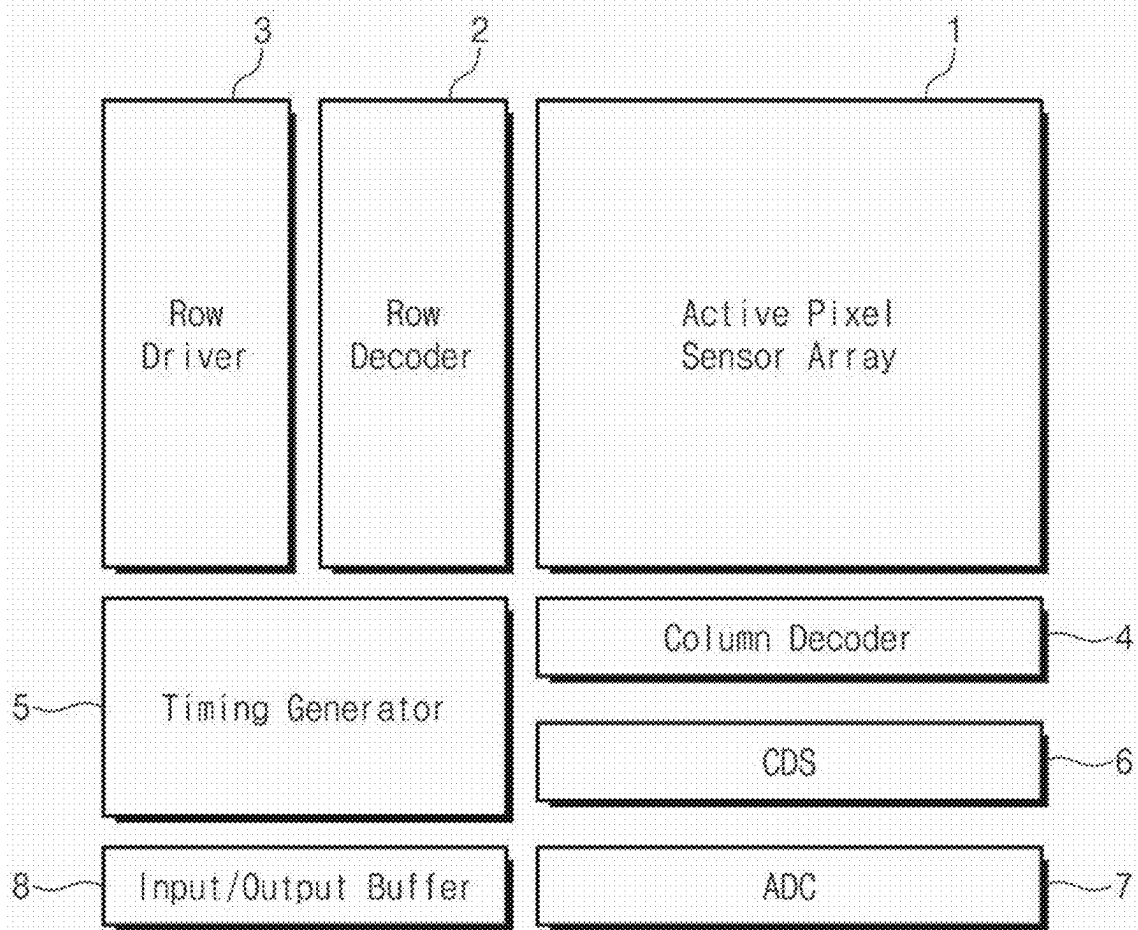 3
2
1
Row
Driver
Row
Decoder
Active Pixel
Sensor Array
Column Decoder
4
5
Timing Generator
CDS
6
8
Input/Output Buffer
ADC
7